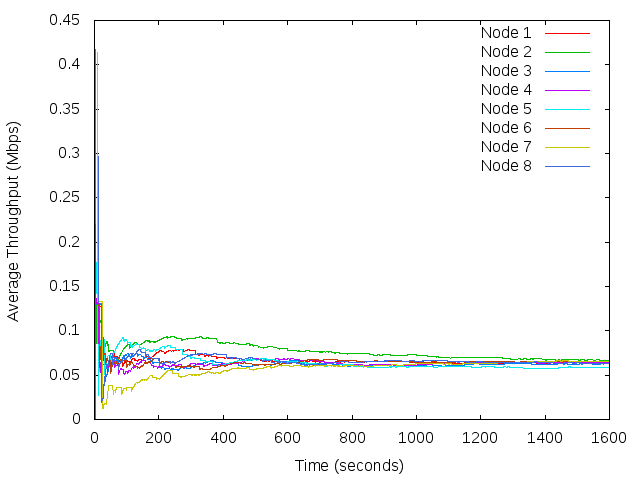 0.45
0.4
0.35
0.3
0.25
0.2
0.15
0.1
0.05
0
Average Throughput (Mbps)
Node 1
Node 2
Node 3
Node 4
Node 5
Node 6
Node 7
Node 8
0 200 400 600 800 1000 1200 1400 1600
Time (seconds)